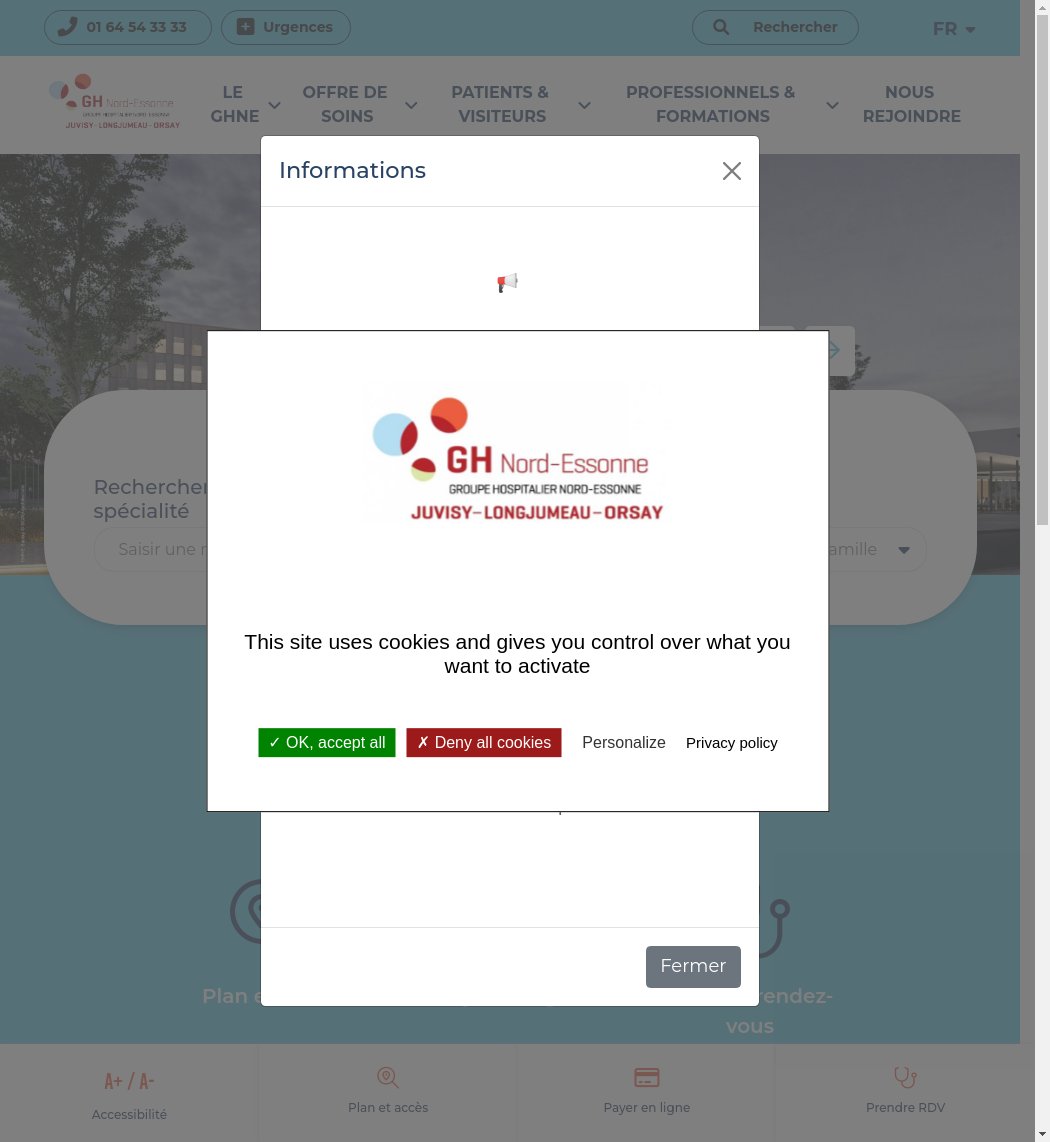 01 64 54 33 33
Urgences
Rechercher
FR
GH Nord-Essonne
GROUPE HOSPITALIER NORD-ESSONNE
JUVISY-LONGJUMEAU-ORSAY
LE
GHNE
OFFRE DE
SOINS
PATIENTS &
VISITEURS
PROFESSIONNELS &
FORMATIONS
NOUS
REJOINDRE
Informations
GH Nord-Essonne
GROUPE HOSPITALIER NORD-ESSONNE
JUVISY-LONGJUMEAU-ORSAY
Rechercher
spécialité
Saisir une
amille
This site uses cookies and gives you control over what you
want to activate
✓ OK, accept all
✗ Deny all cookies
Personalize
Privacy policy
Fermer
Plan
rendez-
vous
A+ / A-
Accessibilité
Plan et accès
Payer en ligne
Prendre RDV